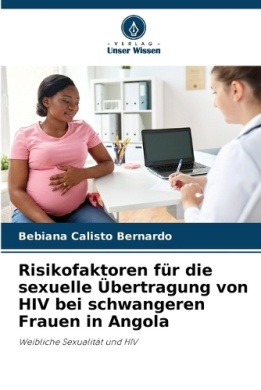 VERLAG
Unser Wissen
Bebiana Calisto Bernardo
Risikofaktoren für die
sexuelle Übertragung von
HIV bei schwangeren
Frauen in Angola
Weibliche Sexualität und HIV